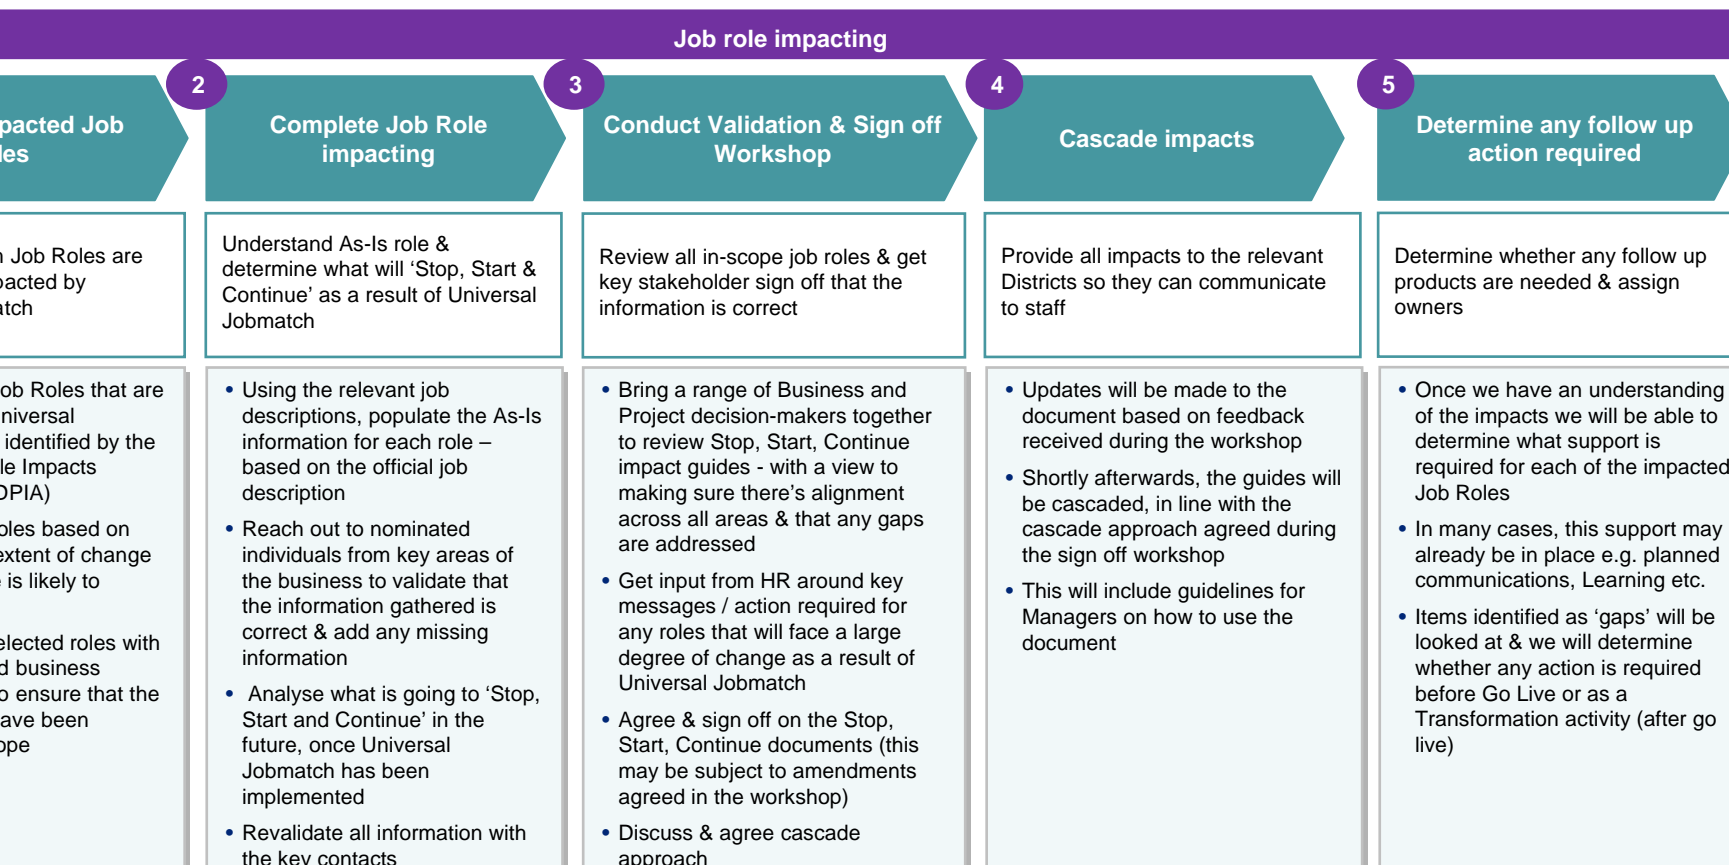 Job role impacting
pacted Job
les
n Job Roles are
pacted by
atch
ob Roles that are
niversal
identified by the
le Impacts
OPIA)
oles based on
extent of change
e is likely to
elected roles with
d business
o ensure that the
ave been
ope
2
Complete Job Role
impacting
Understand As-Is role &
determine what will ‘Stop, Start &
Continue’ as a result of Universal
Jobmatch
• Using the relevant job
descriptions, populate the As-Is
information for each role –
based on the official job
description
• Reach out to nominated
individuals from key areas of
the business to validate that
the information gathered is
correct & add any missing
information
• Analyse what is going to ‘Stop,
Start and Continue’ in the
future, once Universal
Jobmatch has been
implemented
• Revalidate all information with
the key contacts
3
Conduct Validation & Sign off
Workshop
Review all in-scope job roles & get
key stakeholder sign off that the
information is correct
• Bring a range of Business and
Project decision-makers together
to review Stop, Start, Continue
impact guides - with a view to
making sure there’s alignment
across all areas & that any gaps
are addressed
• Get input from HR around key
messages / action required for
any roles that will face a large
degree of change as a result of
Universal Jobmatch
• Agree & sign off on the Stop,
Start, Continue documents (this
may be subject to amendments
agreed in the workshop)
• Discuss & agree cascade
approach
4
Cascade impacts
Provide all impacts to the relevant
Districts so they can communicate
to staff
• Updates will be made to the
document based on feedback
received during the workshop
• Shortly afterwards, the guides will
be cascaded, in line with the
cascade approach agreed during
the sign off workshop
• This will include guidelines for
Managers on how to use the
document
5
Determine any follow up
action required
Determine whether any follow up
products are needed & assign
owners
• Once we have an understanding
of the impacts we will be able to
determine what support is
required for each of the impacted
Job Roles
• In many cases, this support may
already be in place e.g. planned
communications, Learning etc.
• Items identified as ‘gaps’ will be
looked at & we will determine
whether any action is required
before Go Live or as a
Transformation activity (after go
live)